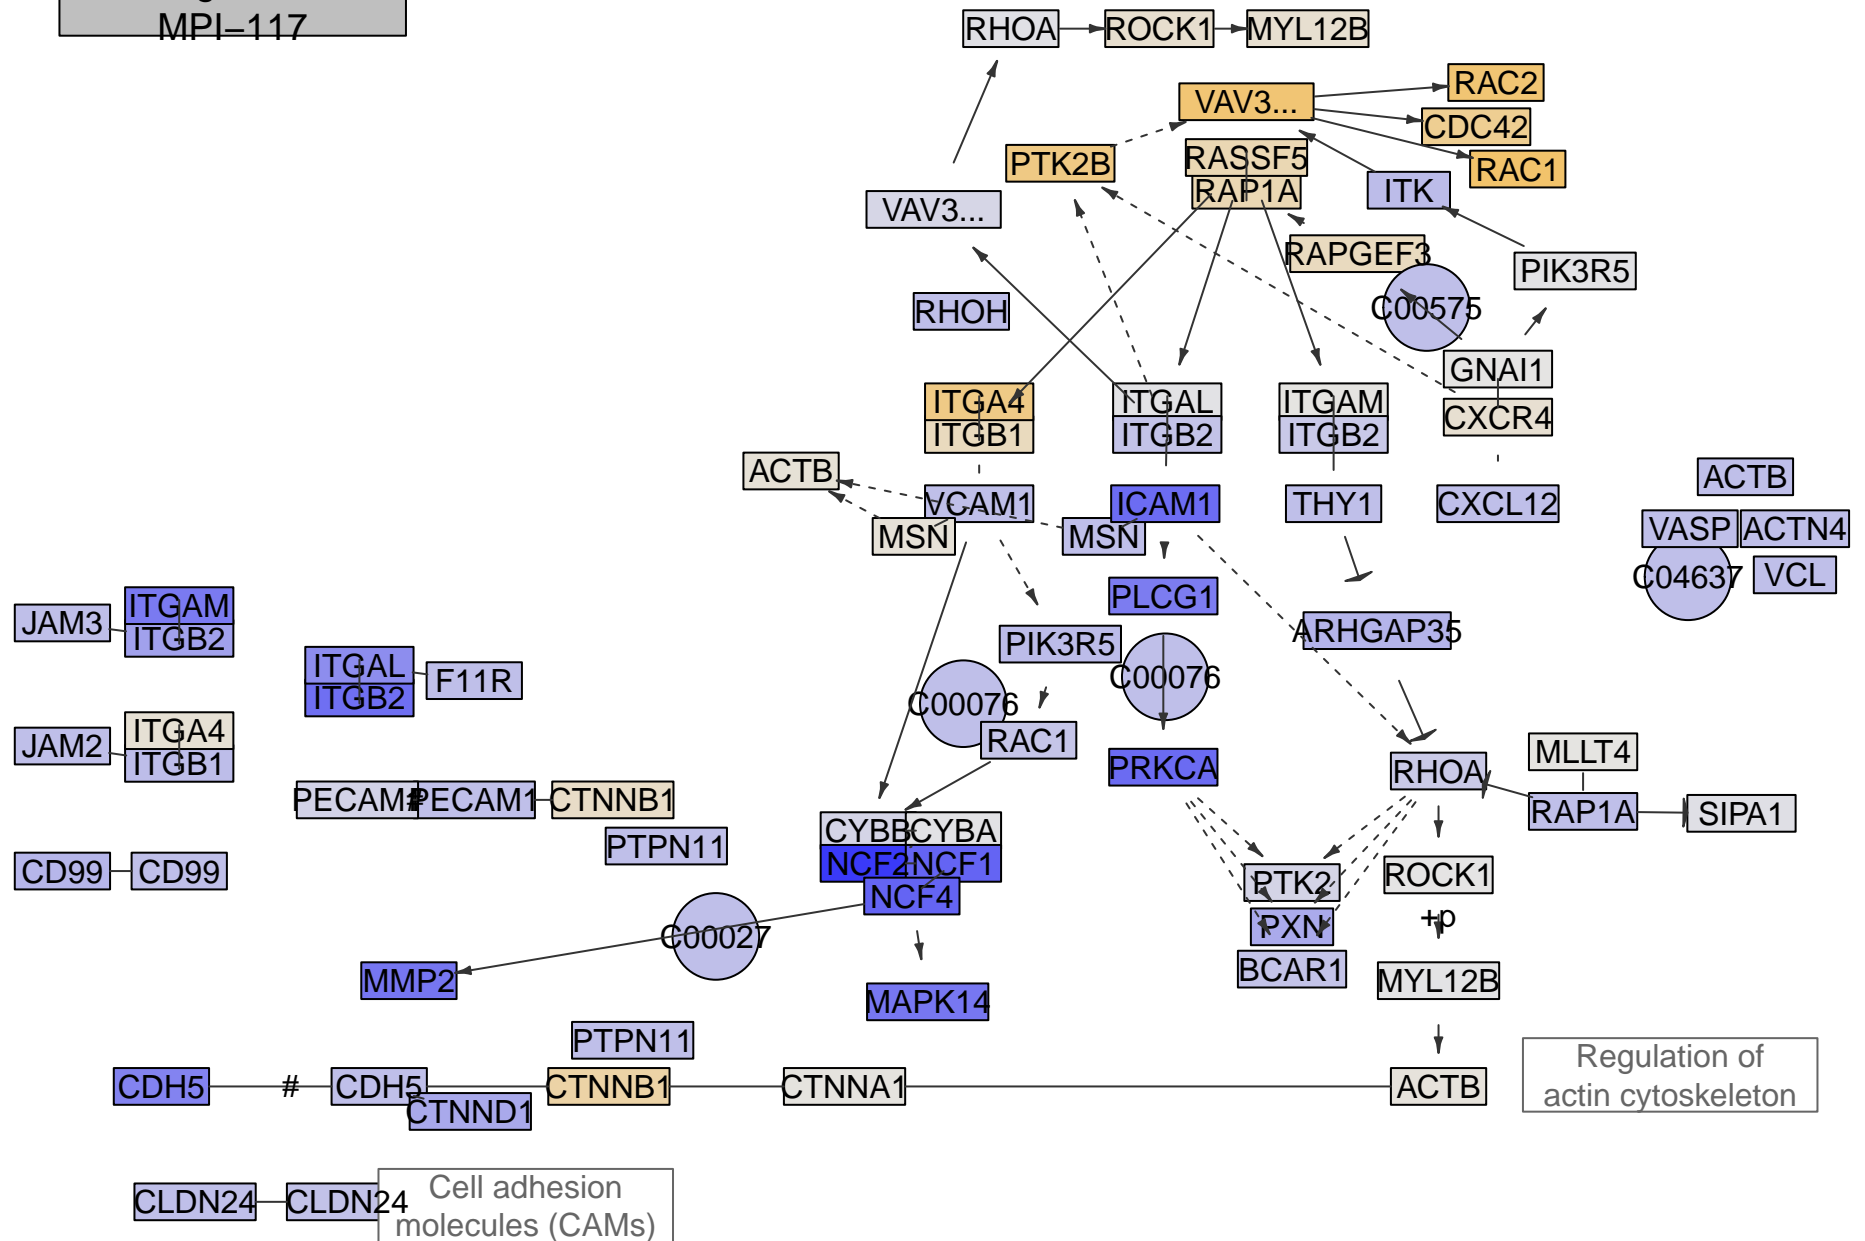 MPI–117
RHOA
ROCK1
MYL12B
RAC2
VAV3...
CDC42
RASSF5
PTK2B
RAC1
RAP1A
ITK
VAV3...
RAPGEF3
PIK3R5
RHOH
C00575
GNAI1
ITGA4
ITGAL
ITGAM
CXCR4
ITGB1
ITGB2
ITGB2
ACTB
ACTB
VCAM1
ICAM1
THY1
CXCL12
MSN
MSN
VASP
ACTN4
C04637
VCL
PLCG1
ITGAM
JAM3
ITGB2
ARHGAP35
PIK3R5
ITGAL
F11R
C00076
ITGB2
C00076
ITGA4
JAM2
RAC1
MLLT4
ITGB1
PRKCA
RHOA
PECAM1
#
PECAM1
CTNNB1
RAP1A
SIPA1
CYBB
CYBA
PTPN11
NCF2
NCF1
CD99
CD99
ROCK1
PTK2
NCF4
+p
PXN
C00027
BCAR1
MMP2
MYL12B
MAPK14
PTPN11
Regulation of
actin cytoskeleton
CDH5
#
CDH5
CTNNB1
CTNNA1
ACTB
CTNND1
CLDN24
CLDN24
Cell adhesion
molecules (CAMs)